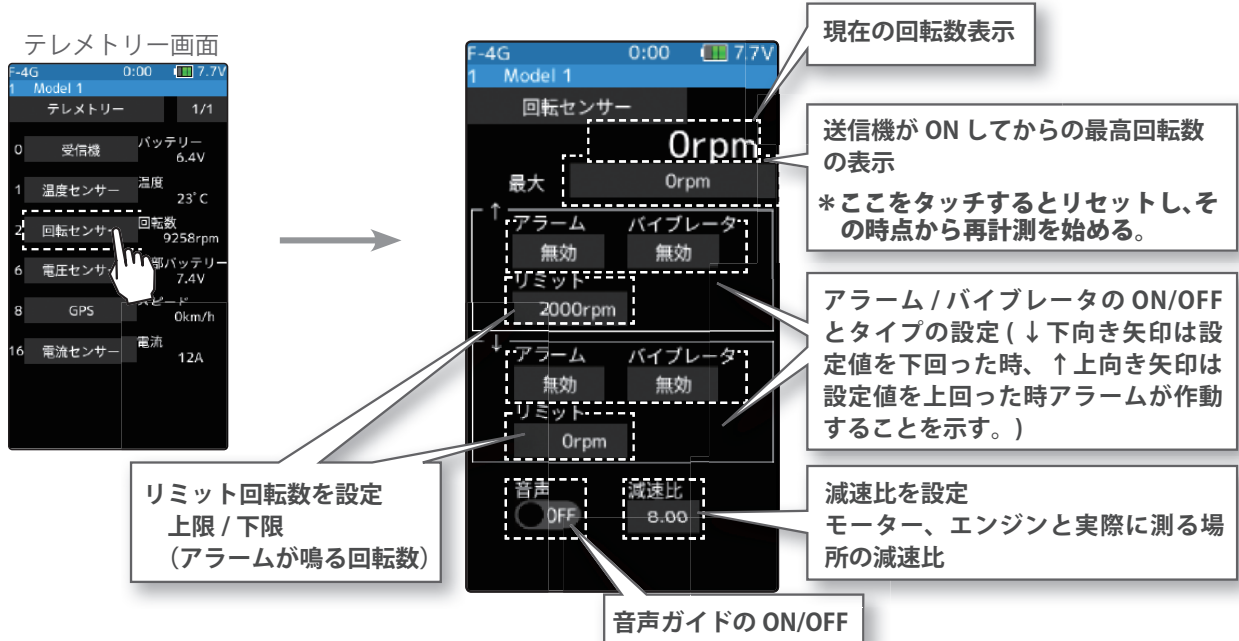 テレメトリー画面
F-4G 0:00 7.7V
1 Model 1
テレメトリー 1/1
0 受信機 バッテリー 6.4V
1 温度センサー 温度 23°C
2 回転センサ 回転数 9258rpm
6 電圧センサ 部バッテリー 7.4V
8 GPS スピード 0km/h
16 電流センサー 電流 12A
F-4G 0:00 7.7V
1 Model 1
回転センサー
0rpm
最大 0rpm
↑
アラーム バイブレータ
無効 無効
リミット
2000rpm
↓
アラーム バイブレータ
無効 無効
リミット
0rpm
音声 減速比
OFF 8.00
現在の回転数表示
送信機が ON してからの最高回転数
の表示
＊ここをタッチするとリセットし、そ
の時点から再計測を始める。
アラーム / バイブレータの ON/OFF
とタイプの設定 ( ↓下向き矢印は設
定値を下回った時、↑上向き矢印は
設定値を上回った時アラームが作動
することを示す。)
減速比を設定
モーター、エンジンと実際に測る場
所の減速比
リミット回転数を設定
上限 / 下限
（アラームが鳴る回転数）
音声ガイドの ON/OFF